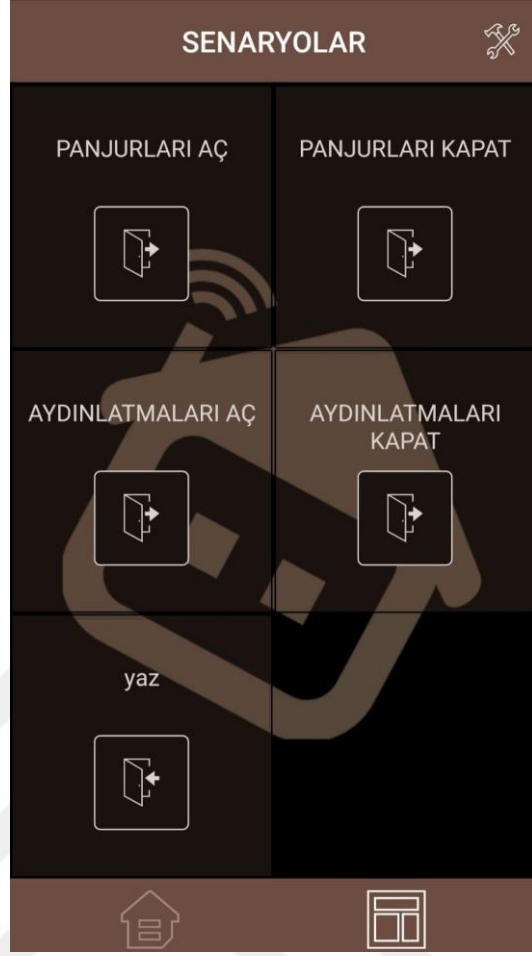 SENARYOLAR
PANJURLARI AÇ
PANJURLARI KAPAT
AYDINLATMALARI AÇ
AYDINLATMALARI
KAPAT
yaz